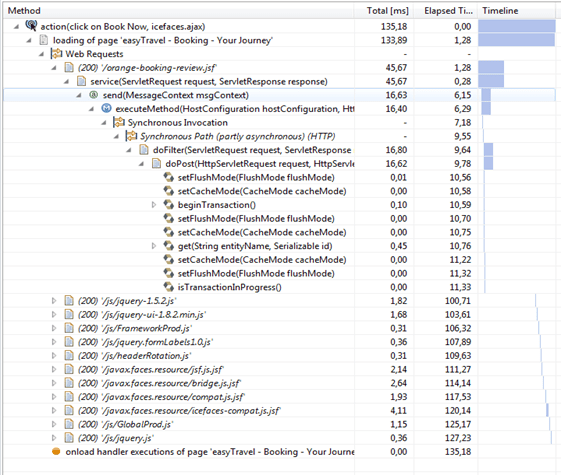 Method Total [ms] Elapsed Ti... Timeline
action(click on Book Now, icefaces.ajax) 135,18 0,00
loading of page 'easyTravel - Booking - Your Journey' 133,89 1,28
Web Requests - -
(200) '/orange-booking-review.jsf' 45,67 1,28
service(ServletRequest request, ServletResponse response) 45,67 0,28
send(MessageContext msgContext) 16,63 6,15
executeMethod(HostConfiguration hostConfiguration, Htt 16,40 6,29
Synchronous Invocation - 7,18
Synchronous Path (partly asynchronous) (HTTP) - 9,55
doFilter(ServletRequest request, ServletResponse 16,80 9,64
doPost(HttpServletRequest request, HttpServle 16,62 9,78
setFlushMode(FlushMode flushMode) 0,01 10,56
setCacheMode(CacheMode cacheMode) 0,00 10,58
beginTransaction() 0,10 10,59
setFlushMode(FlushMode flushMode) 0,00 10,70
setCacheMode(CacheMode cacheMode) 0,00 10,75
get(String entityName, Serializable id) 0,45 10,76
setCacheMode(CacheMode cacheMode) 0,00 11,22
setFlushMode(FlushMode flushMode) 0,00 11,32
isTransactionInProgress() 0,00 11,33
(200) '/js/jquery-1.5.2.js' 1,82 100,71
(200) '/js/jquery-ui-1.8.2.min.js' 1,68 103,61
(200) '/js/FrameworkProd.js' 0,31 106,32
(200) '/js/jquery.formLabels1.0.js' 0,36 107,89
(200) '/js/headerRotation.js' 0,31 109,63
(200) '/javax.faces.resource/jsf.js.jsf' 2,14 111,27
(200) '/javax.faces.resource/bridge.js.jsf' 2,64 114,14
(200) '/javax.faces.resource/compat.js.jsf' 1,93 117,53
(200) '/javax.faces.resource/icefaces-compat.js.jsf' 4,11 120,14
(200) '/js/GlobalProd.js' 1,15 125,17
(200) '/js/jquery.js' 0,36 127,23
onload handler executions of page 'easyTravel - Booking - Your Journe 0,00 135,18